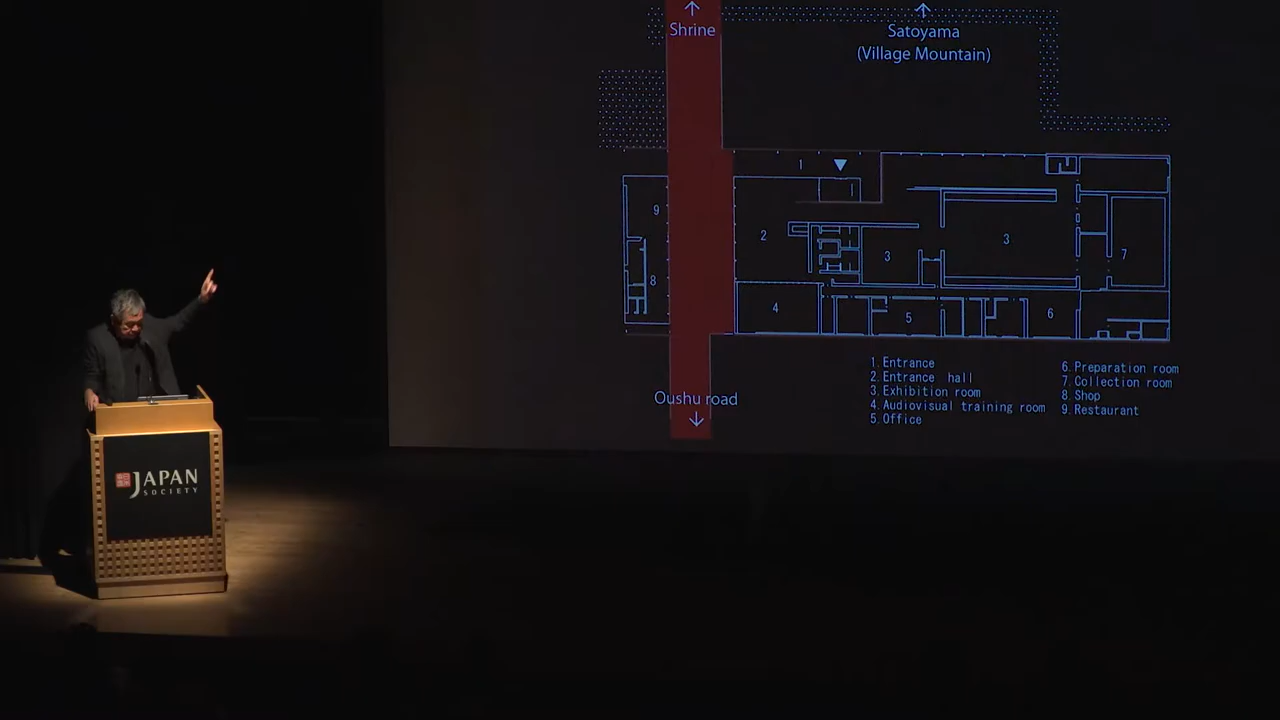 Shrine
Satoyama
(Village Mountain)
1
9
2
3
3
7
8
4
5
6
Oushu road
1. Entrance
2. Entrance hall
3. Exhibition room
4. Audiovisual training room
5. Office
6. Preparation room
7. Collection room
8. Shop
9. Restaurant
JAPAN
SOCIETY